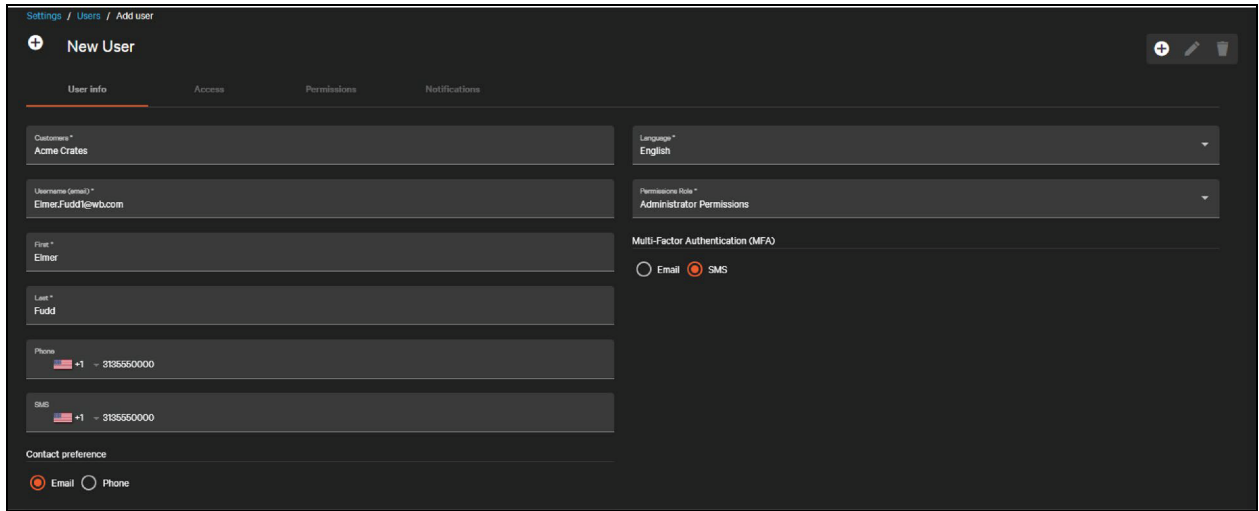 Settings / Users / Add user
New User
User info Access Permissions Notifications
Customers *
Acme Crates
Username (email) *
Elmer.Fudd1@wb.com
First *
Elmer
Last *
Fudd
Phone
+1 3135550000
SMS
+1 3135550000
Contact preference
Email Phone
Language *
English
Permissions Role *
Administrator Permissions
Multi-Factor Authentication (MFA)
Email SMS